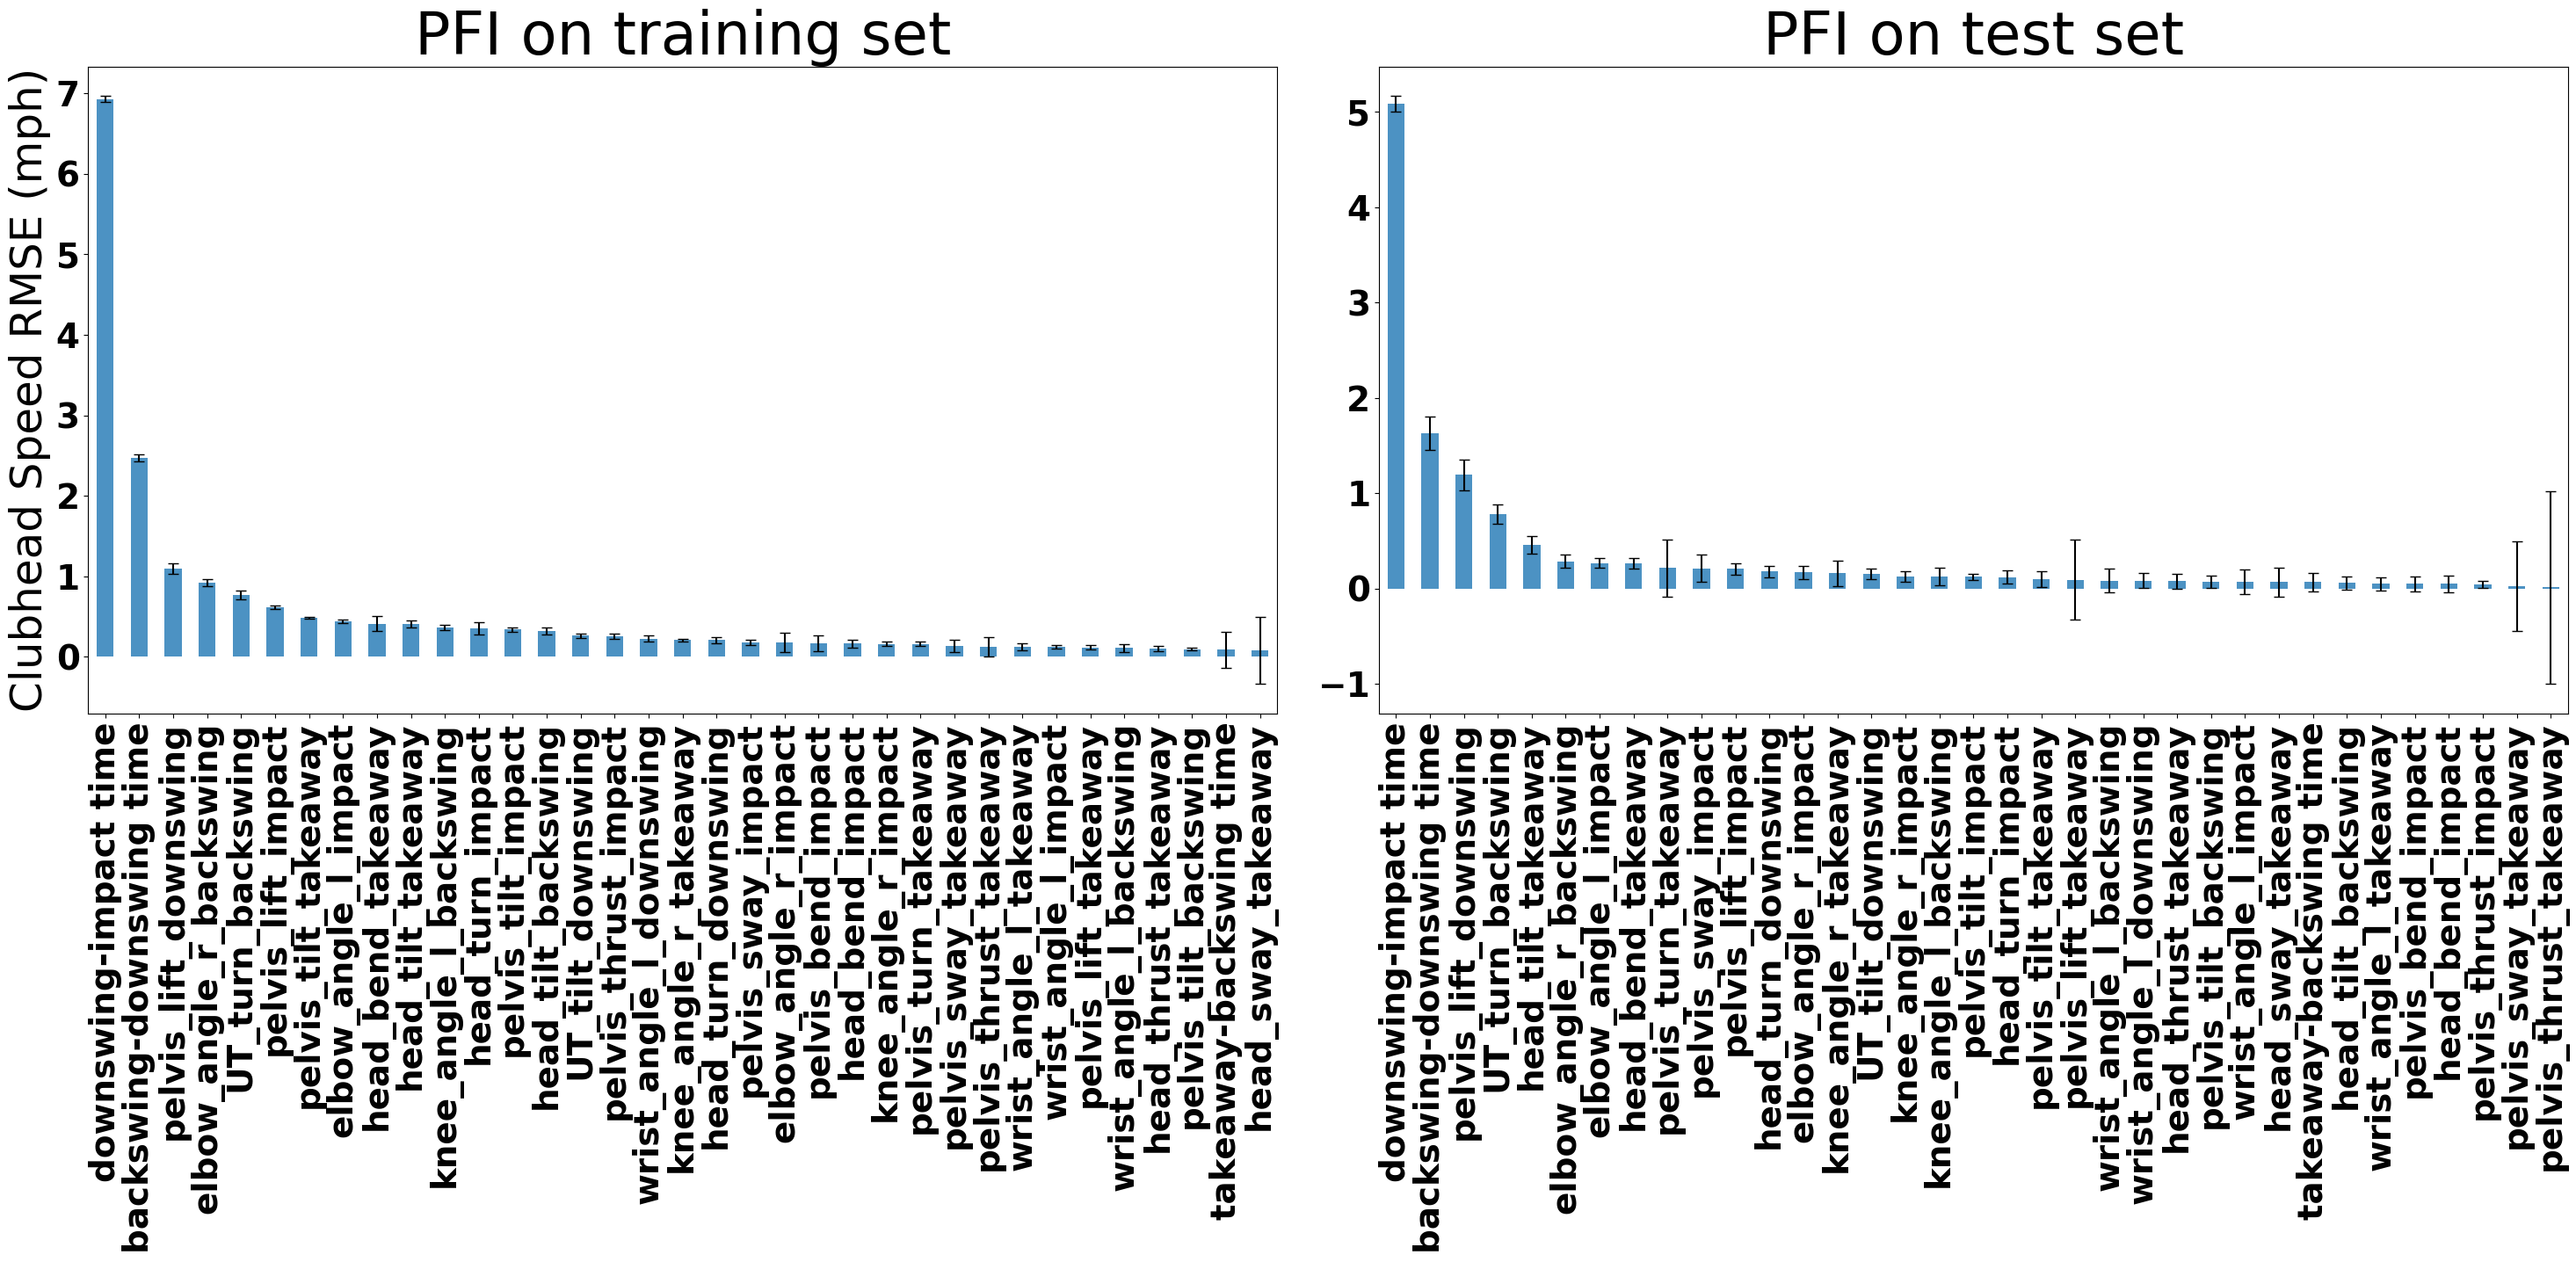 PFI on training set
Clubhead Speed RMSE (mph)
7
6
5
4
3
2
1
0
downswing-impact time
backswing-downswing time
pelvis_lift_downswing
elbow_angle_r_backswing
UT_turn_backswing
pelvis_lift_impact
pelvis_tilt_takeaway
elbow_angle_l_impact
head_bend_takeaway
head_tilt_takeaway
knee_angle_l_backswing
head_turn_impact
pelvis_tilt_impact
head_tilt_backswing
UT_tilt_downswing
pelvis_thrust_impact
wrist_angle_l_downswing
knee_angle_r_takeaway
head_turn_downswing
pelvis_sway_impact
elbow_angle_r_impact
pelvis_bend_impact
head_bend_impact
knee_angle_r_impact
pelvis_turn_takeaway
pelvis_sway_takeaway
pelvis_thrust_takeaway
wrist_angle_l_takeaway
wrist_angle_l_impact
pelvis_lift_takeaway
wrist_angle_l_backswing
head_thrust_takeaway
pelvis_tilt_backswing
takeaway-backswing time
head_sway_takeaway
PFI on test set
5
4
3
2
1
0
−1
downswing-impact time
backswing-downswing time
pelvis_lift_downswing
UT_turn_backswing
head_tilt_takeaway
elbow_angle_r_backswing
elbow_angle_l_impact
head_bend_takeaway
pelvis_turn_takeaway
pelvis_sway_impact
pelvis_lift_impact
head_turn_downswing
elbow_angle_r_impact
knee_angle_r_takeaway
UT_tilt_downswing
knee_angle_r_impact
knee_angle_l_backswing
pelvis_tilt_impact
head_turn_impact
pelvis_tilt_takeaway
pelvis_lift_takeaway
wrist_angle_l_backswing
wrist_angle_l_downswing
head_thrust_takeaway
pelvis_tilt_backswing
wrist_angle_l_impact
head_sway_takeaway
takeaway-backswing time
head_tilt_backswing
wrist_angle_l_takeaway
pelvis_bend_impact
head_bend_impact
pelvis_thrust_impact
pelvis_sway_takeaway
pelvis_thrust_takeaway